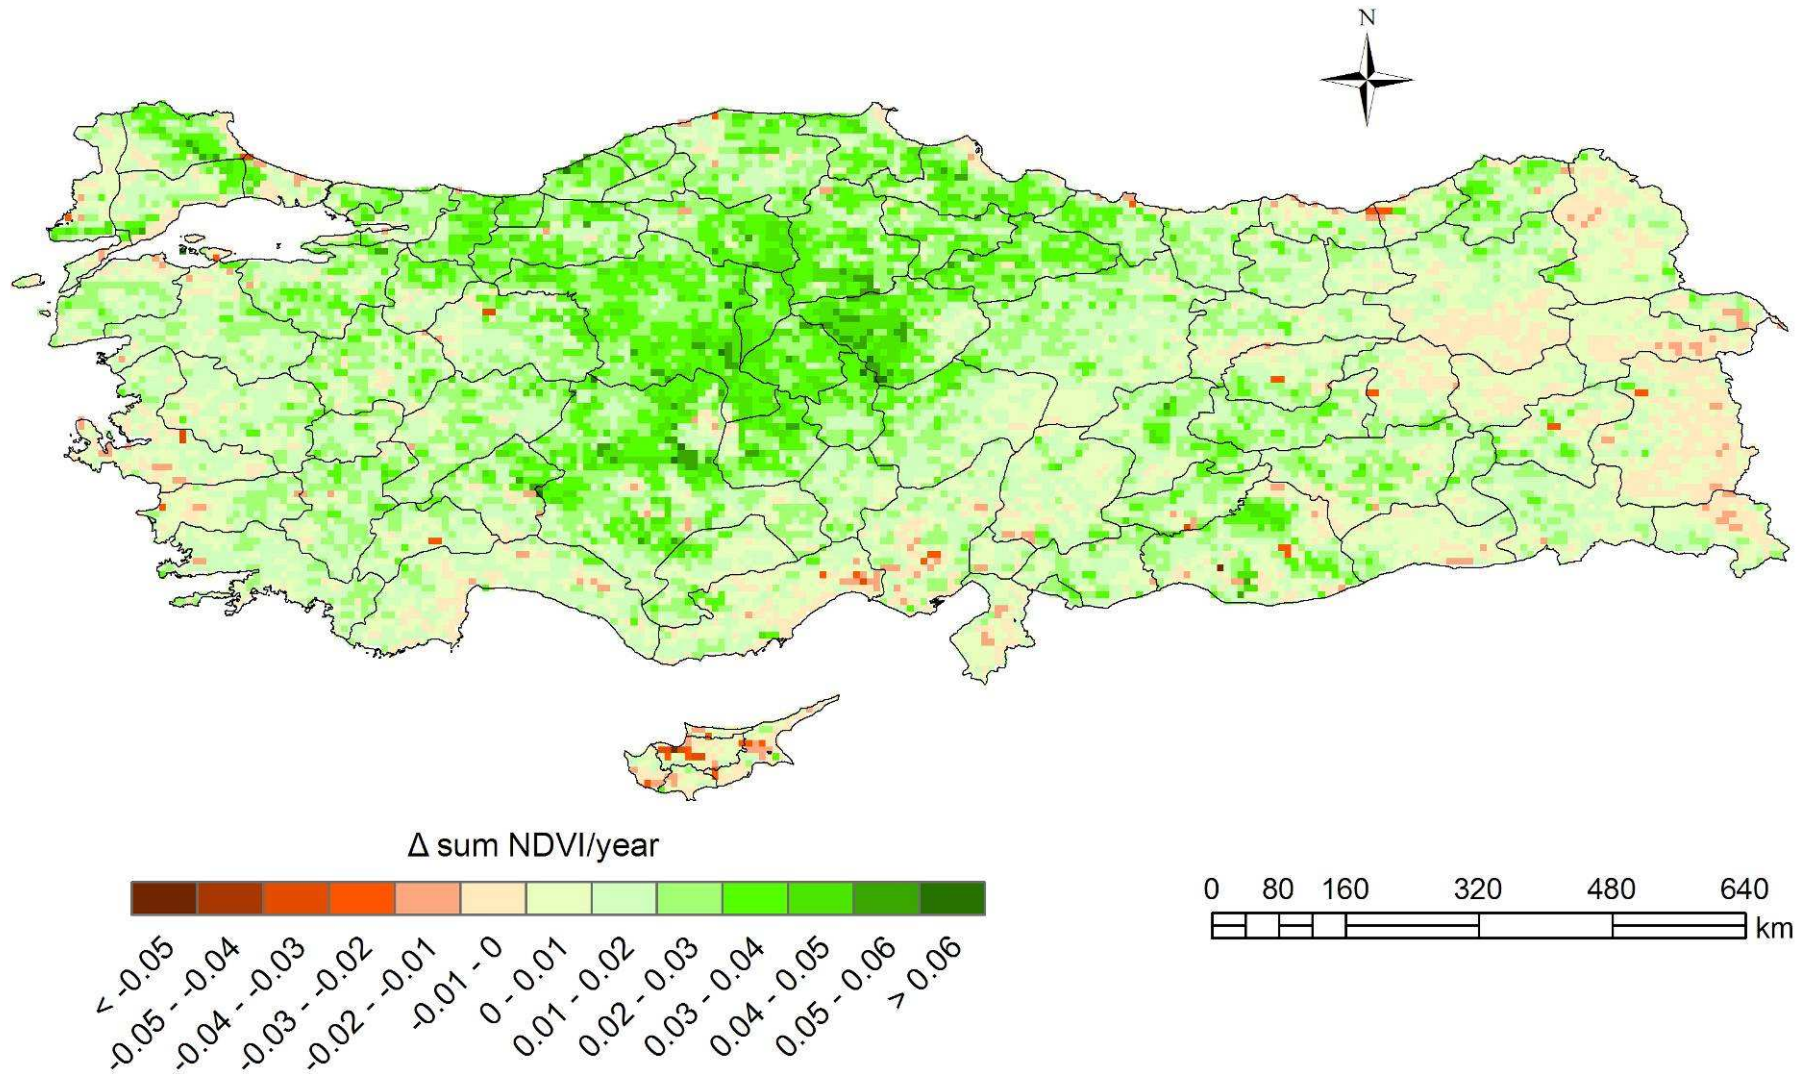 N
Δ sum NDVI/year
< -0.05
-0.05 - -0.04
-0.04 - -0.03
-0.03 - -0.02
-0.02 - -0.01
-0.01 - 0
0 - 0.01
0.01 - 0.02
0.02 - 0.03
0.03 - 0.04
0.04 - 0.05
0.05 - 0.06
> 0.06
0 80 160 320 480 640
km